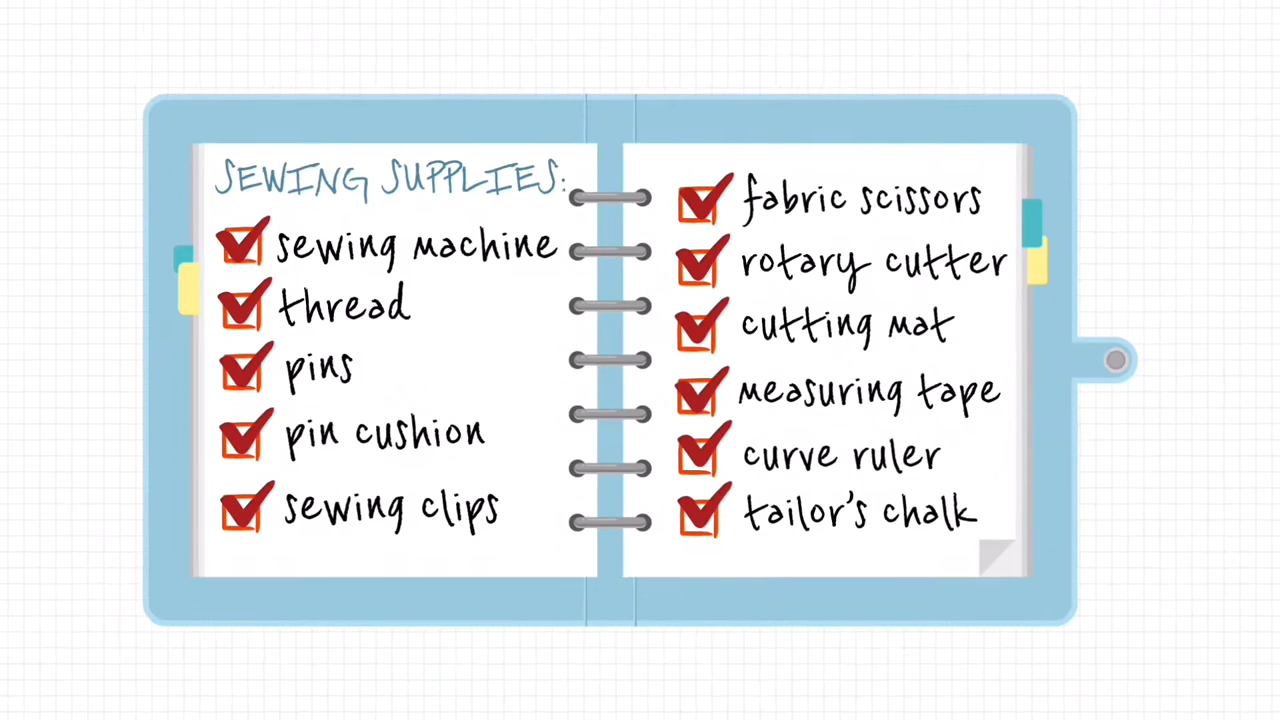 SEWING SUPPLIES:
sewing machine
thread
pins
pin cushion
sewing clips
fabric scissors
rotary cutter
cutting mat
measuring tape
curve ruler
tailor's chalk